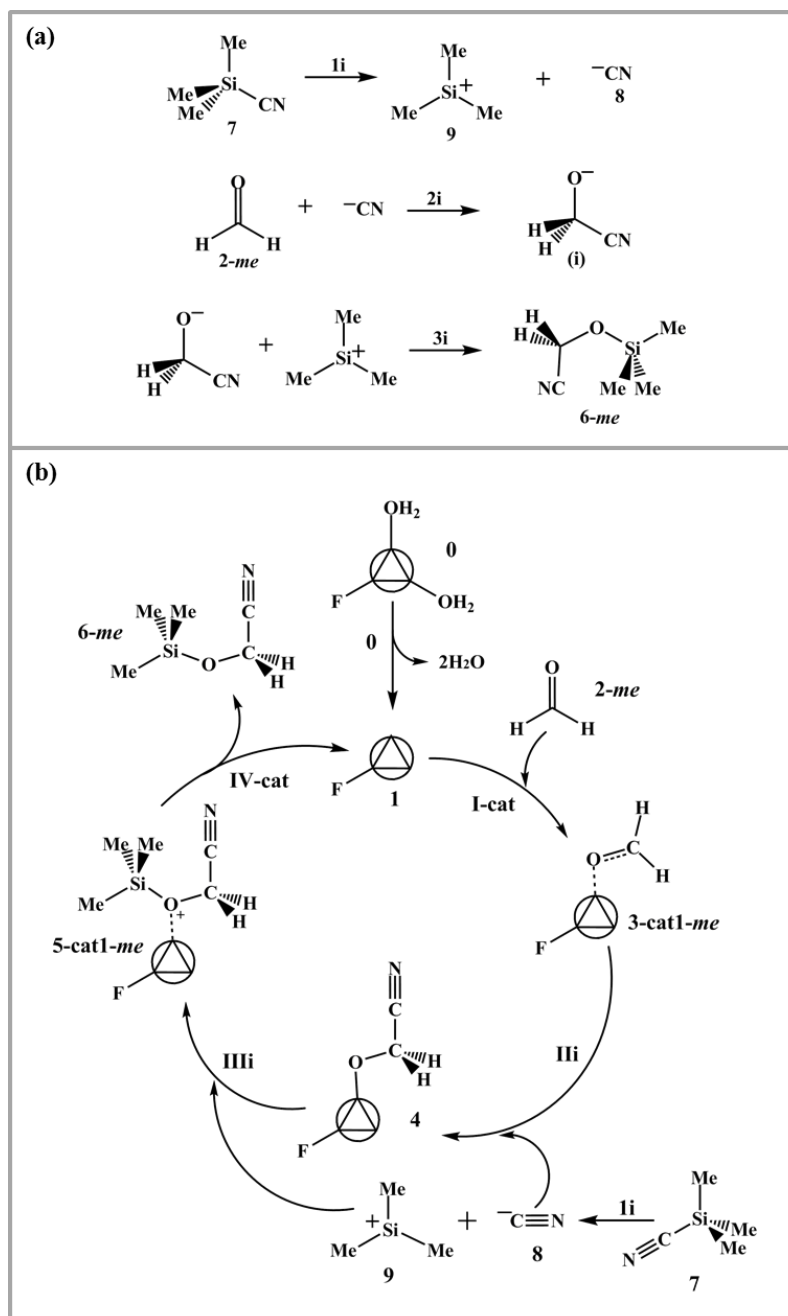 (a)
Me
Me Si 1i Me Si+ Me + −CN
Me CN
7 9 8
O O−
H H + −CN 2i H H CN
2-me (i)
O− Me
H H CN + Me Si+ Me 3i H H O Si Me
NC Me Me
6-me
(b)
OH2
0
F OH2
N
C
Me Me
6-me Me Si O C H H
0 2H2O
O
H H 2-me
F 1
IV-cat I-cat
N
C
Me Me
Me Si O+ C H H
5-cat1-me
F
H
O C H
F 3-cat1-me
N
C
O C H H
F 4
IIIi IIi
Me
+Si
Me Me
9
+
−C≡N
8
1i
Me
Si Me
Me
N≡C
7